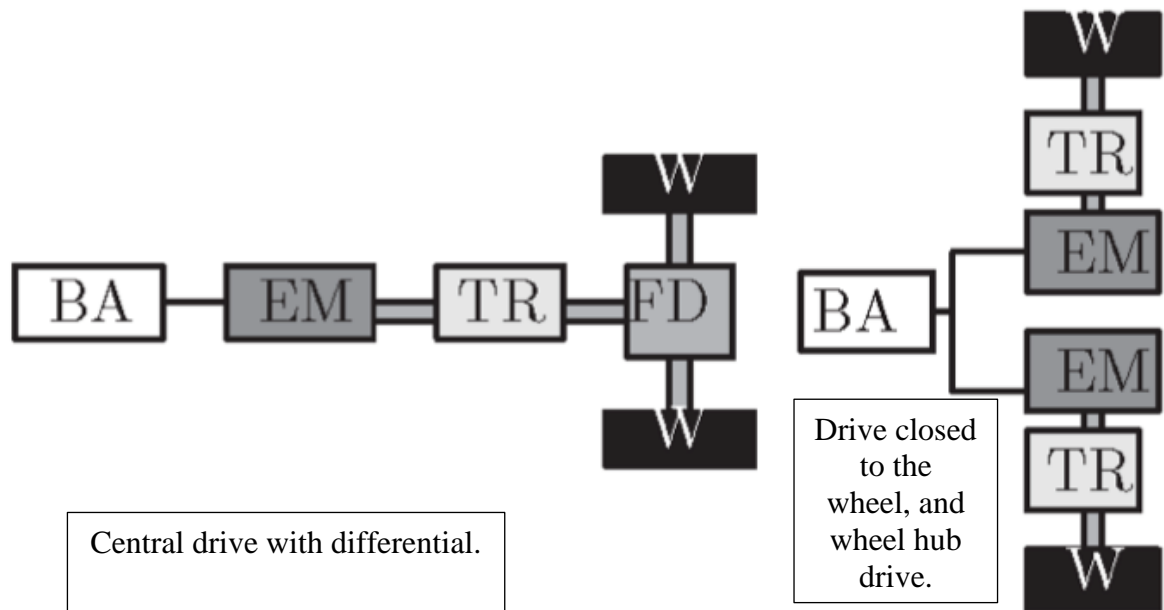 W
BA
EM
TR
FD
W
Central drive with differential.
W
TR
EM
BA
EM
TR
W
Drive closed
to the
wheel, and
wheel hub
drive.